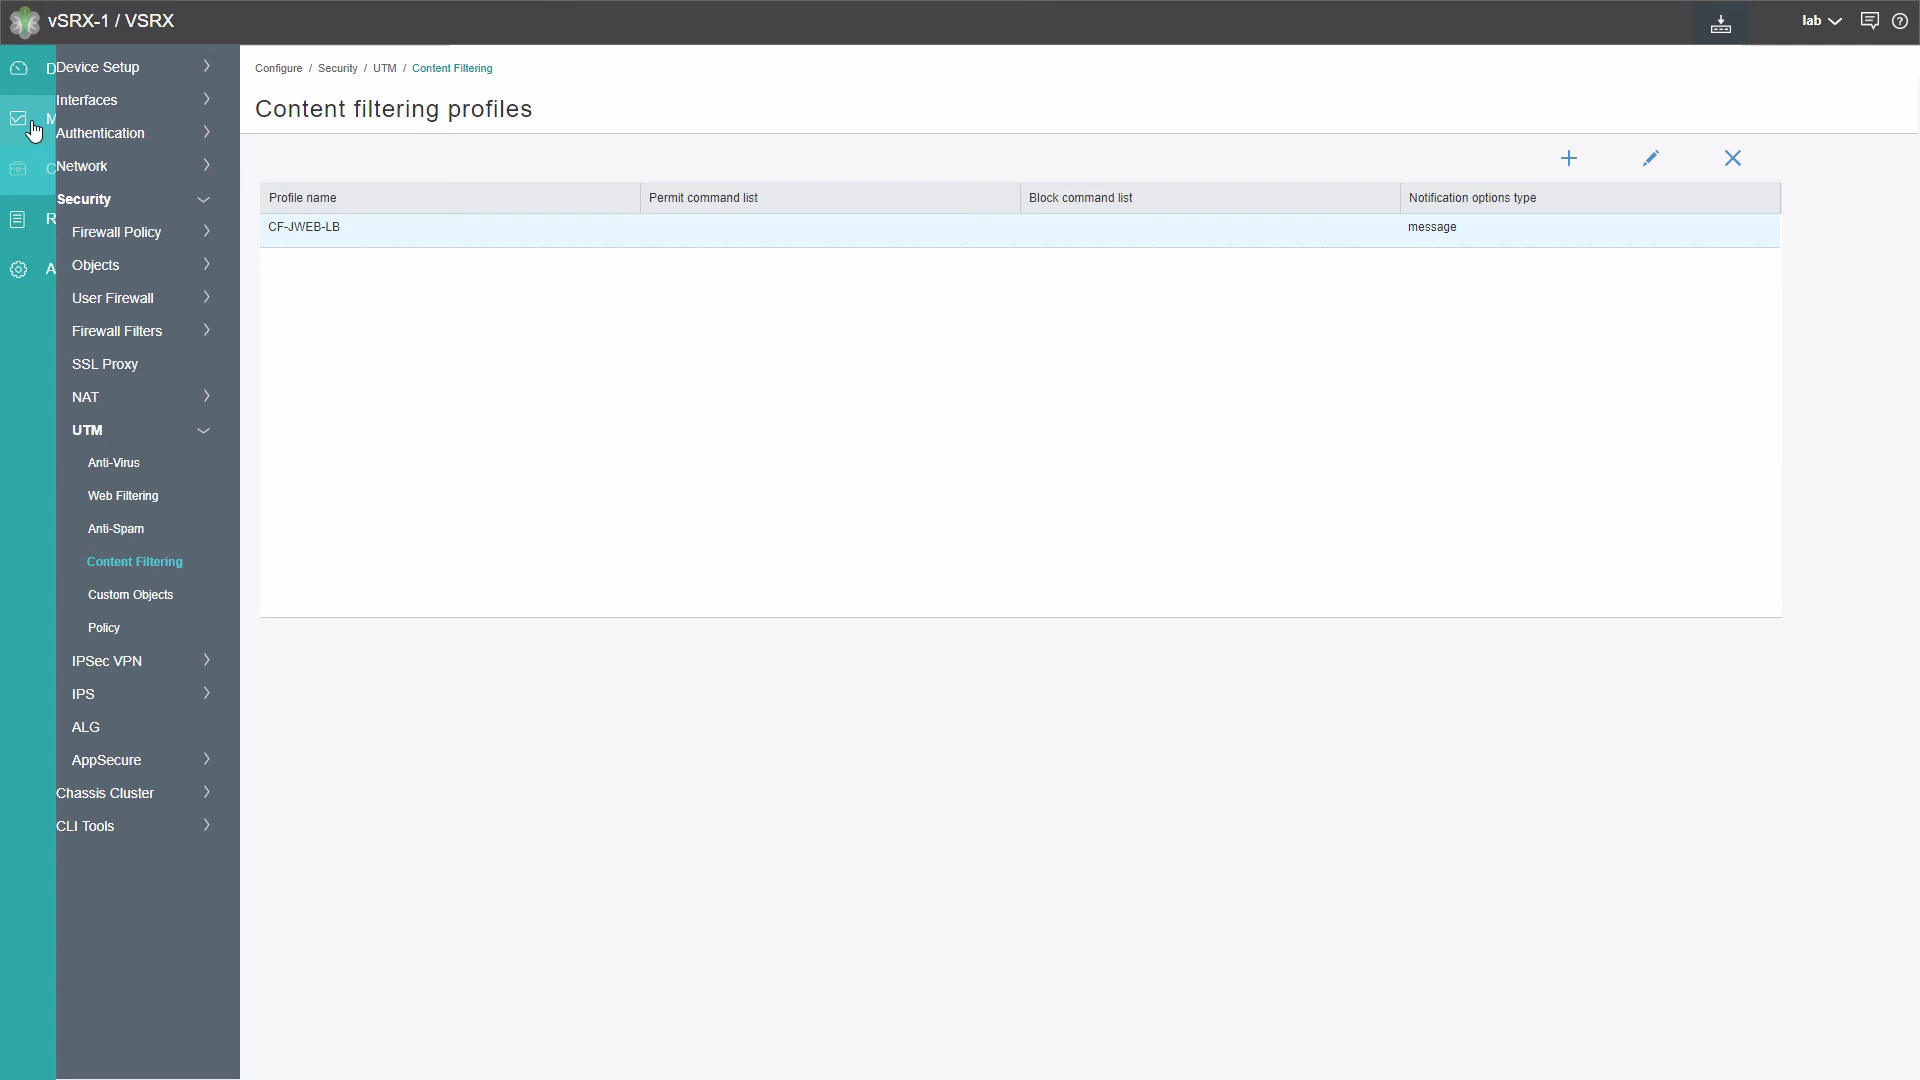 vSRX-1 / VSRX
lab
D
M
C
R
A
Device Setup
Interfaces
Authentication
Network
Security
Firewall Policy
Objects
User Firewall
Firewall Filters
SSL Proxy
NAT
UTM
Anti-Virus
Web Filtering
Anti-Spam
Content Filtering
Custom Objects
Policy
IPSec VPN
IPS
ALG
AppSecure
Chassis Cluster
CLI Tools
Configure / Security / UTM / Content Filtering
Content filtering profiles
Profile name Permit command list Block command list Notification options type
CF-JWEB-LB message